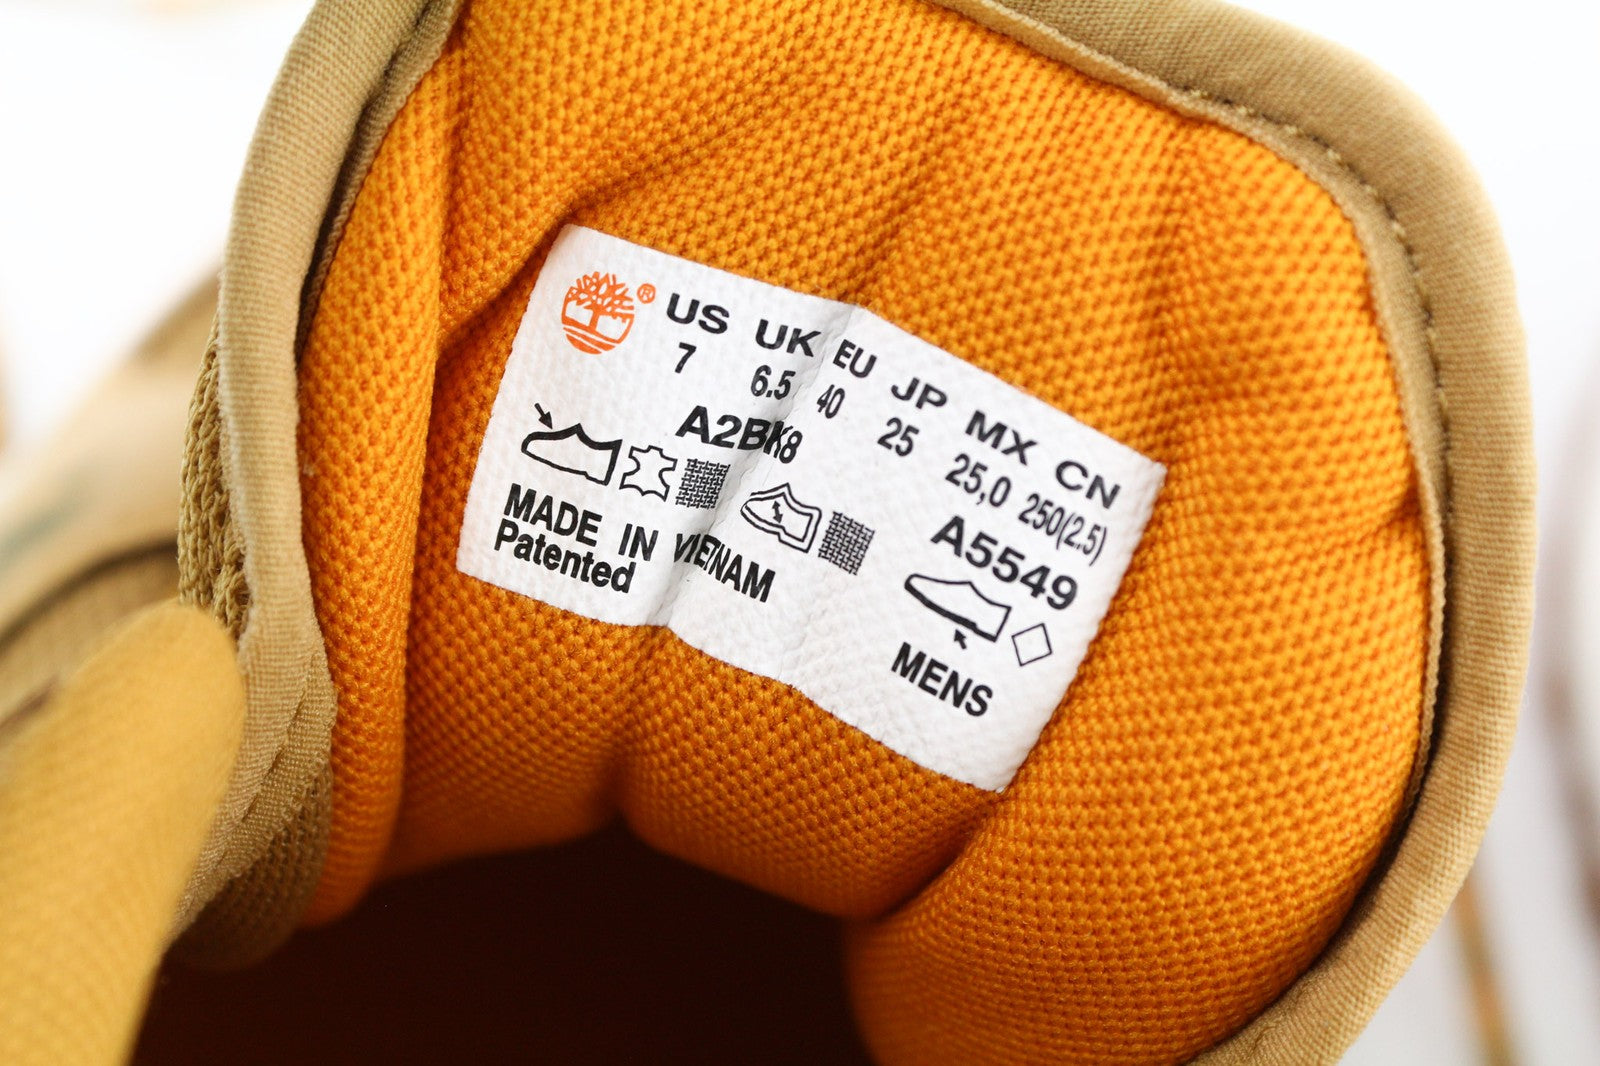 ® US UK EU JP MX CN
7 6.5 40 25 25,0 250(2.5)
A2BK8 A5549
MADE IN VIETNAM
Patented
MENS